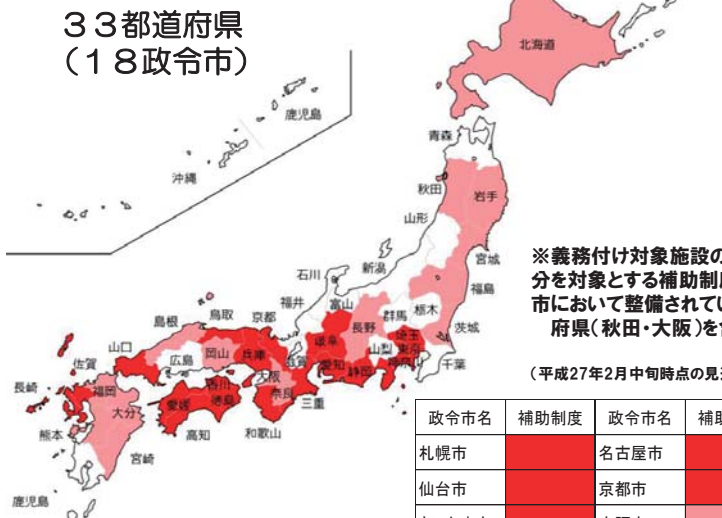 33都道府県
(18政令市)
北海道
鹿児島
沖縄
青森
秋田
岩手
山形
宮城
新潟
石川
福島
富山
福井
群馬
栃木
京都
鳥取
島根
長野
茨城
岐阜
埼玉
山口
岡山
兵庫
滋賀
山梨
東京
広島
佐賀
愛知
静岡
神奈川
千葉
長崎
福岡
香川
大阪
奈良
三重
大分
愛媛
徳島
熊本
高知
和歌山
宮崎
鹿児島
※義務付け対象施設の
分を対象とする補助制度
市において整備されてい
府県(秋田・大阪)を
(平成27年2月中旬時点の見
政令市名 補助制度 政令市名 補助
札幌市 名古屋市
仙台市 京都市